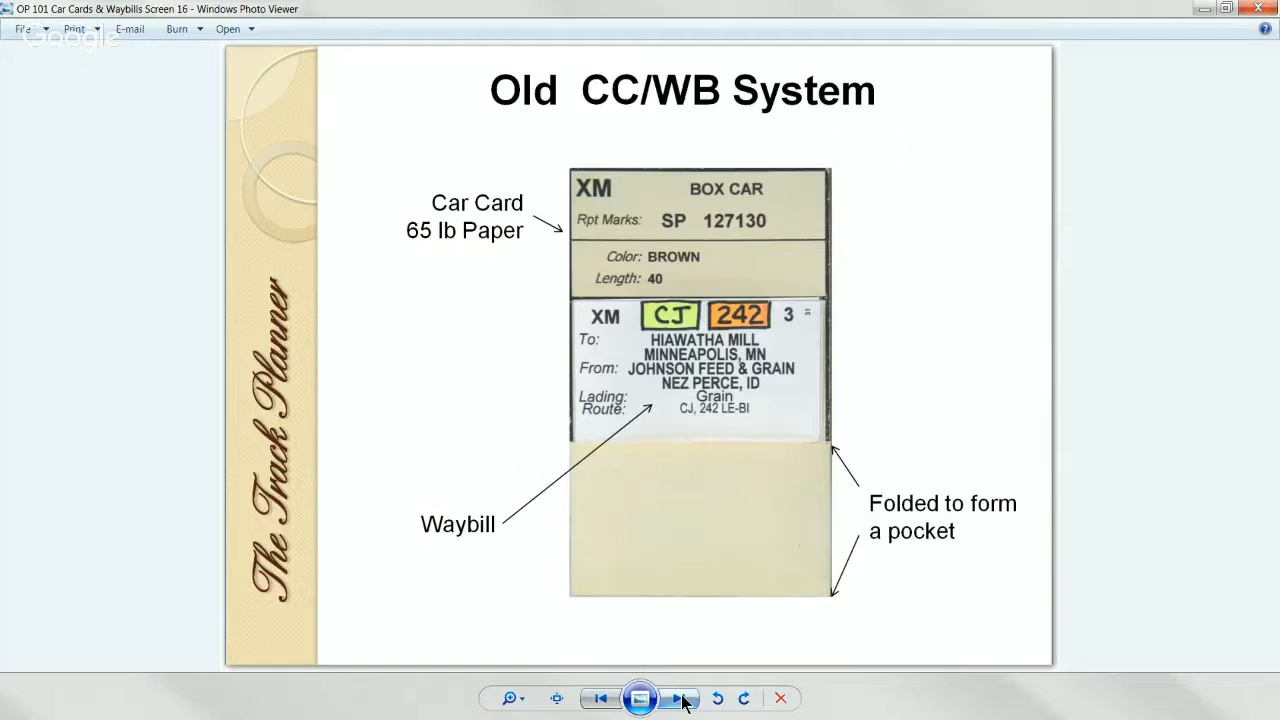 OP 101 Car Cards & Waybills Screen 16 - Windows Photo Viewer
File Print E-mail Burn Open
Google
Old CC/WB System
Car Card
65 lb Paper
XM BOX CAR
Rpt Marks: SP 127130
Color: BROWN
Length: 40
XM CJ 242 3
To: HIAWATHA MILL
MINNEAPOLIS, MN
From: JOHNSON FEED & GRAIN
NEZ PERCE, ID
Lading: Grain
Route: CJ, 242 LE-BI
Waybill
Folded to form
a pocket
The Track Planner